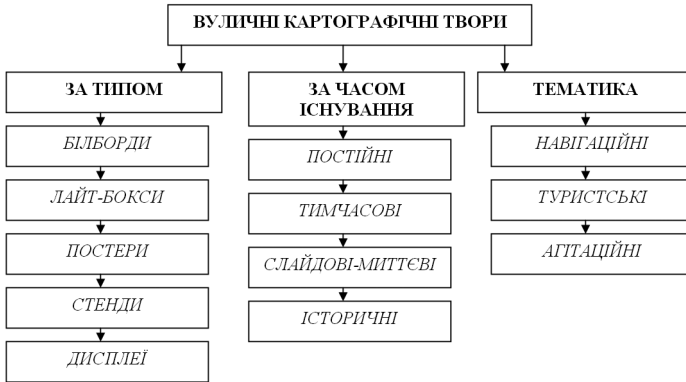 ВУЛИЧНІ КАРТОГРАФІЧНІ ТВОРИ
ЗА ТИПОМ
БІЛБОРДИ
ЛАЙТ-БОКСИ
ПОСТЕРИ
СТЕНДИ
ДИСПЛЕЇ
ЗА ЧАСОМ
ІСНУВАННЯ
ПОСТІЙНІ
ТИМЧАСОВІ
СЛАЙДОВІ-МИТТЄВІ
ІСТОРИЧНІ
ТЕМАТИКА
НАВІГАЦІЙНІ
ТУРИСТСЬКІ
АГІТАЦІЙНІ